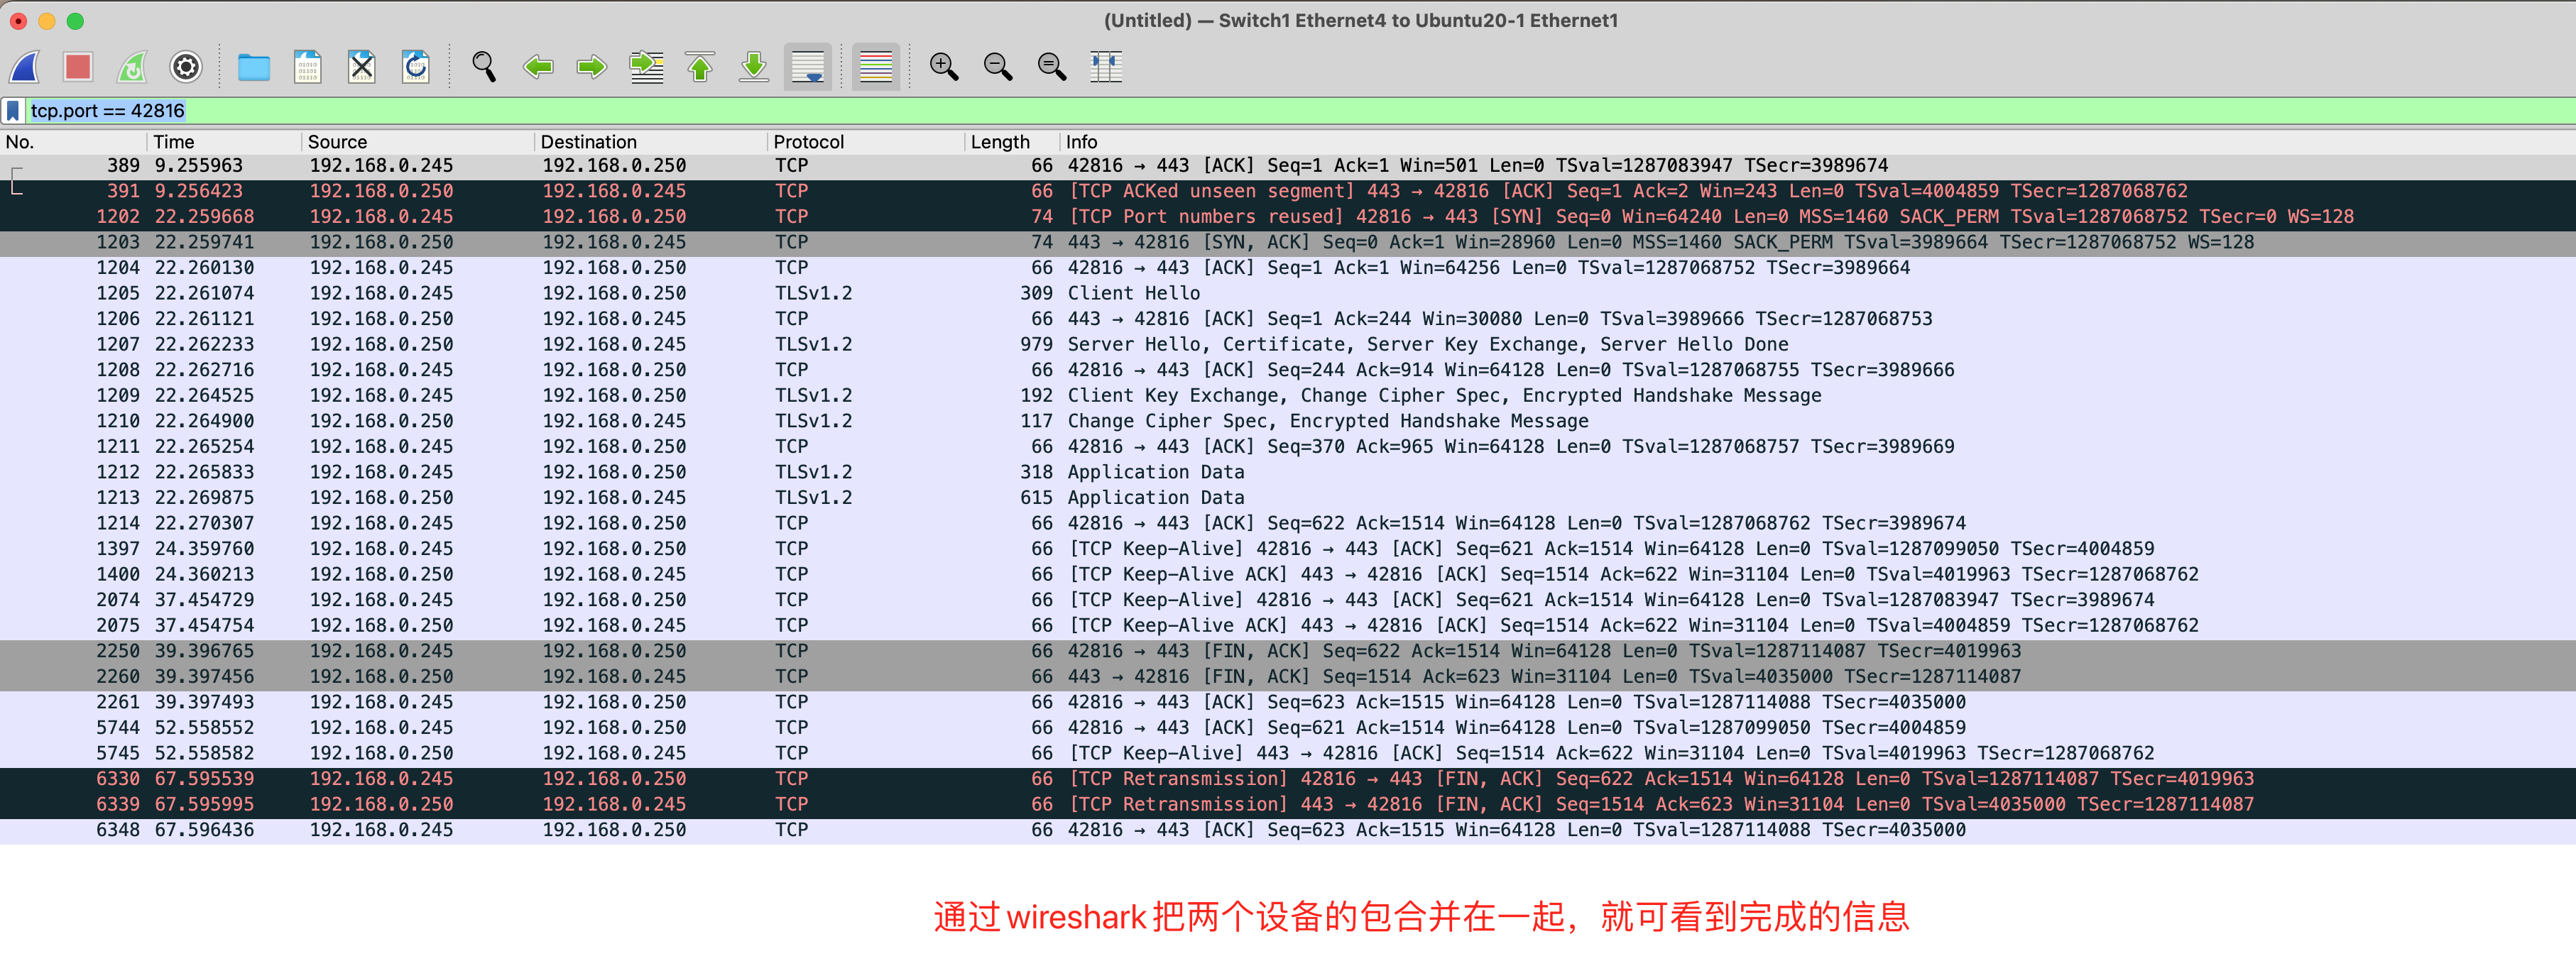 (Untitled) — Switch1 Ethernet4 to Ubuntu20-1 Ethernet1
tcp.port == 42816
No. Time Source Destination Protocol Length Info
389 9.255963 192.168.0.245 192.168.0.250 TCP 66 42816 → 443 [ACK] Seq=1 Ack=1 Win=501 Len=0 TSval=1287083947 TSecr=3989674
391 9.256423 192.168.0.250 192.168.0.245 TCP 66 [TCP ACKed unseen segment] 443 → 42816 [ACK] Seq=1 Ack=2 Win=243 Len=0 TSval=4004859 TSecr=1287068762
1202 22.259668 192.168.0.245 192.168.0.250 TCP 74 [TCP Port numbers reused] 42816 → 443 [SYN] Seq=0 Win=64240 Len=0 MSS=1460 SACK_PERM TSval=1287068752 TSecr=0 WS=128
1203 22.259741 192.168.0.250 192.168.0.245 TCP 74 443 → 42816 [SYN, ACK] Seq=0 Ack=1 Win=28960 Len=0 MSS=1460 SACK_PERM TSval=3989664 TSecr=1287068752 WS=128
1204 22.260130 192.168.0.245 192.168.0.250 TCP 66 42816 → 443 [ACK] Seq=1 Ack=1 Win=64256 Len=0 TSval=1287068752 TSecr=3989664
1205 22.261074 192.168.0.245 192.168.0.250 TLSv1.2 309 Client Hello
1206 22.261121 192.168.0.250 192.168.0.245 TCP 66 443 → 42816 [ACK] Seq=1 Ack=244 Win=30080 Len=0 TSval=3989666 TSecr=1287068753
1207 22.262233 192.168.0.250 192.168.0.245 TLSv1.2 979 Server Hello, Certificate, Server Key Exchange, Server Hello Done
1208 22.262716 192.168.0.245 192.168.0.250 TCP 66 42816 → 443 [ACK] Seq=244 Ack=914 Win=64128 Len=0 TSval=1287068755 TSecr=3989666
1209 22.264525 192.168.0.245 192.168.0.250 TLSv1.2 192 Client Key Exchange, Change Cipher Spec, Encrypted Handshake Message
1210 22.264900 192.168.0.250 192.168.0.245 TLSv1.2 117 Change Cipher Spec, Encrypted Handshake Message
1211 22.265254 192.168.0.245 192.168.0.250 TCP 66 42816 → 443 [ACK] Seq=370 Ack=965 Win=64128 Len=0 TSval=1287068757 TSecr=3989669
1212 22.265833 192.168.0.245 192.168.0.250 TLSv1.2 318 Application Data
1213 22.269875 192.168.0.250 192.168.0.245 TLSv1.2 615 Application Data
1214 22.270307 192.168.0.245 192.168.0.250 TCP 66 42816 → 443 [ACK] Seq=622 Ack=1514 Win=64128 Len=0 TSval=1287068762 TSecr=3989674
1397 24.359760 192.168.0.245 192.168.0.250 TCP 66 [TCP Keep-Alive] 42816 → 443 [ACK] Seq=621 Ack=1514 Win=64128 Len=0 TSval=1287099050 TSecr=4004859
1400 24.360213 192.168.0.250 192.168.0.245 TCP 66 [TCP Keep-Alive ACK] 443 → 42816 [ACK] Seq=1514 Ack=622 Win=31104 Len=0 TSval=4019963 TSecr=1287068762
2074 37.454729 192.168.0.245 192.168.0.250 TCP 66 [TCP Keep-Alive] 42816 → 443 [ACK] Seq=621 Ack=1514 Win=64128 Len=0 TSval=1287083947 TSecr=3989674
2075 37.454754 192.168.0.250 192.168.0.245 TCP 66 [TCP Keep-Alive ACK] 443 → 42816 [ACK] Seq=1514 Ack=622 Win=31104 Len=0 TSval=4004859 TSecr=1287068762
2250 39.396765 192.168.0.245 192.168.0.250 TCP 66 42816 → 443 [FIN, ACK] Seq=622 Ack=1514 Win=64128 Len=0 TSval=1287114087 TSecr=4019963
2260 39.397456 192.168.0.250 192.168.0.245 TCP 66 443 → 42816 [FIN, ACK] Seq=1514 Ack=623 Win=31104 Len=0 TSval=4035000 TSecr=1287114087
2261 39.397493 192.168.0.245 192.168.0.250 TCP 66 42816 → 443 [ACK] Seq=623 Ack=1515 Win=64128 Len=0 TSval=1287114088 TSecr=4035000
5744 52.558552 192.168.0.245 192.168.0.250 TCP 66 42816 → 443 [ACK] Seq=621 Ack=1514 Win=64128 Len=0 TSval=1287099050 TSecr=4004859
5745 52.558582 192.168.0.250 192.168.0.245 TCP 66 [TCP Keep-Alive] 443 → 42816 [ACK] Seq=1514 Ack=622 Win=31104 Len=0 TSval=4019963 TSecr=1287068762
6330 67.595539 192.168.0.245 192.168.0.250 TCP 66 [TCP Retransmission] 42816 → 443 [FIN, ACK] Seq=622 Ack=1514 Win=64128 Len=0 TSval=1287114087 TSecr=4019963
6339 67.595995 192.168.0.250 192.168.0.245 TCP 66 [TCP Retransmission] 443 → 42816 [FIN, ACK] Seq=1514 Ack=623 Win=31104 Len=0 TSval=4035000 TSecr=1287114087
6348 67.596436 192.168.0.245 192.168.0.250 TCP 66 42816 → 443 [ACK] Seq=623 Ack=1515 Win=64128 Len=0 TSval=1287114088 TSecr=4035000
通过wireshark把两个设备的包合并在一起，就可看到完成的信息